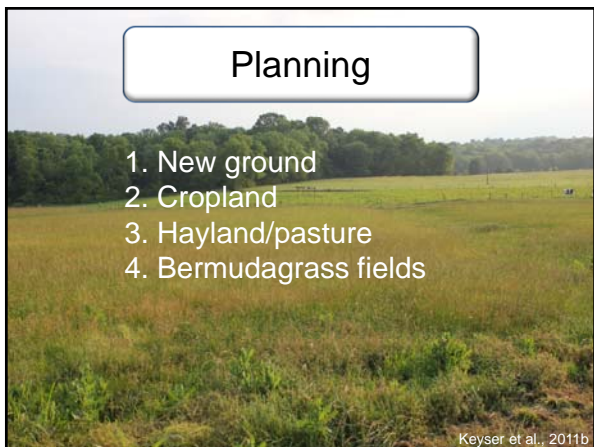 Planning
1. New ground
2. Cropland
3. Hayland/pasture
4. Bermudagrass fields
Keyser et al., 2011b